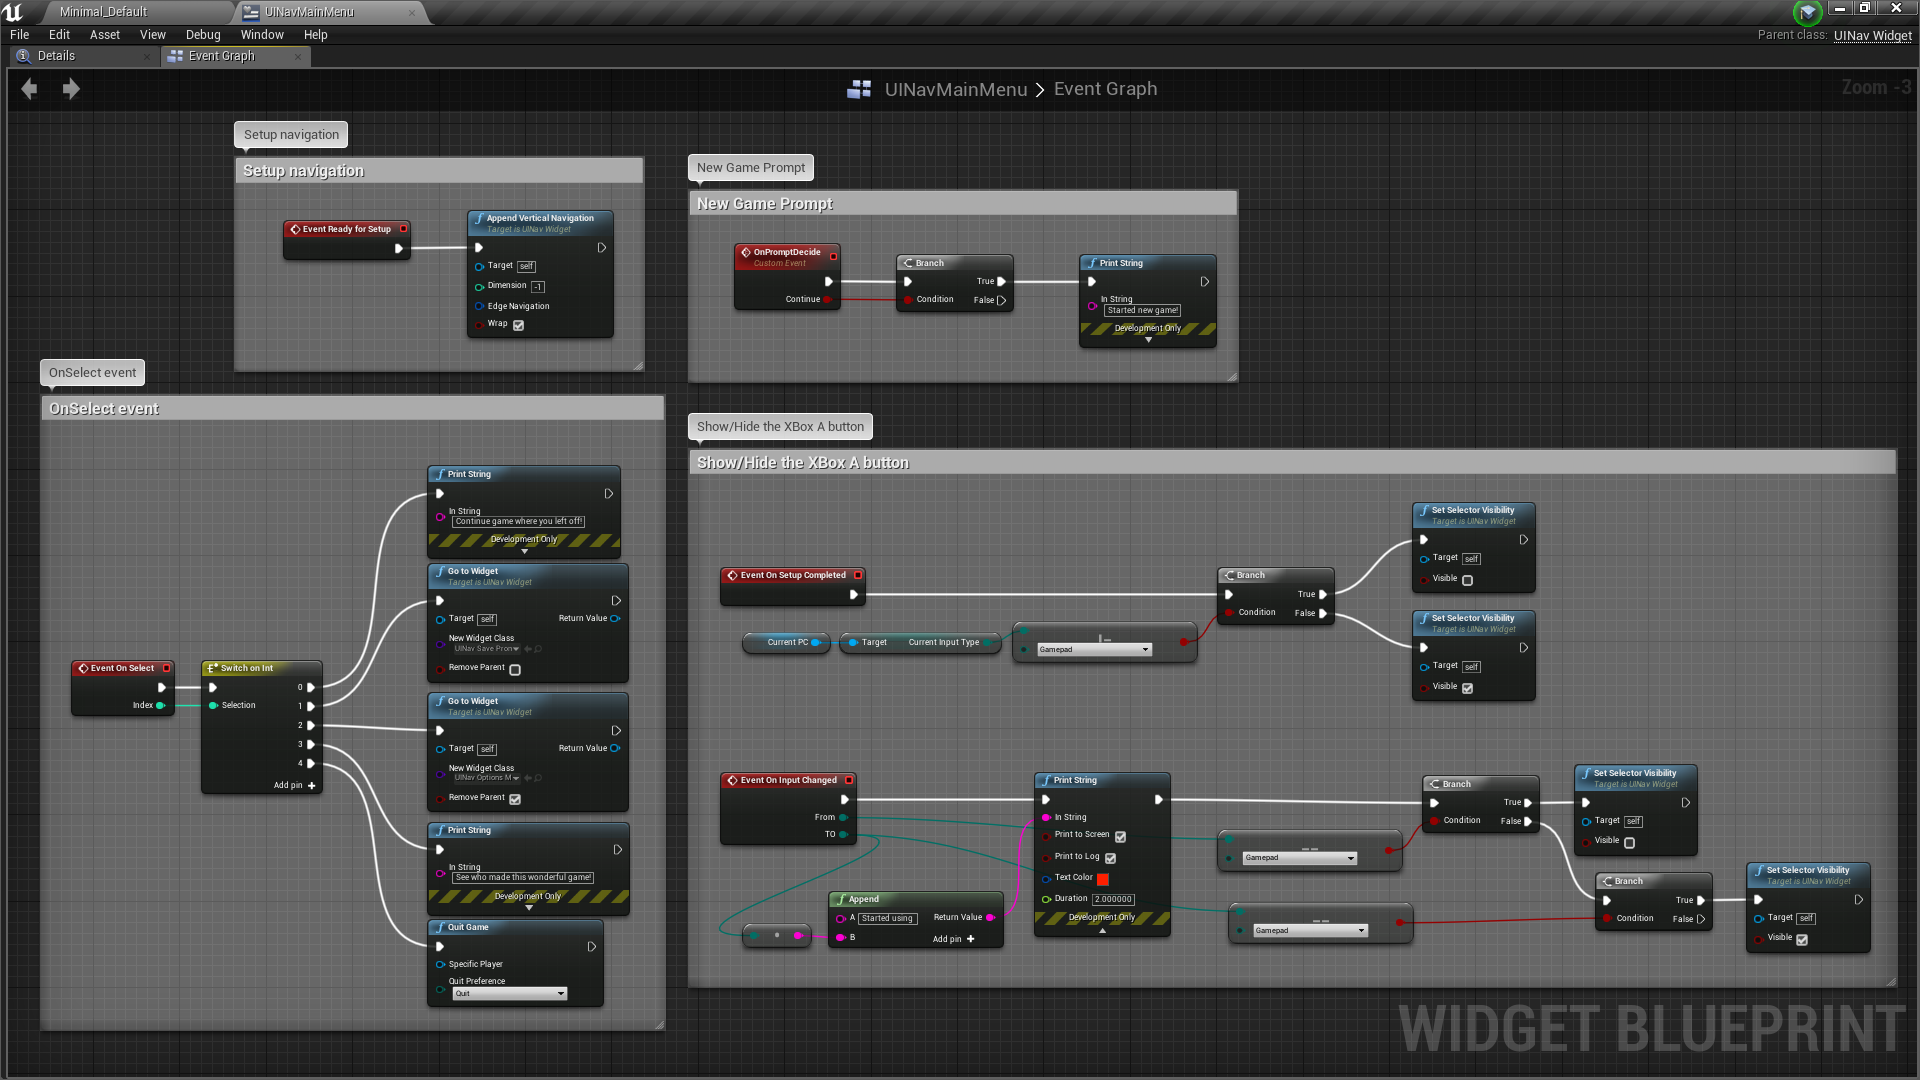 Minimal_Default
UINavMainMenu
File Edit Asset View Debug Window Help
Parent class: UINav Widget
Details
Event Graph
UINavMainMenu > Event Graph
Zoom -3
Setup navigation
Setup navigation
Event Ready for Setup
Append Vertical Navigation
Target is UINav Widget
Target self
Dimension -1
Edge Navigation
Wrap
New Game Prompt
New Game Prompt
OnPromptDecide
Custom Event
Continue
Branch
True
Condition False
Print String
In String
Started new game!
Development Only
OnSelect event
OnSelect event
Event On Select
Index
Switch on Int
0
Selection 1
2
3
4
Add pin +
Print String
In String
Continue game where you left off!
Development Only
Go to Widget
Target is UINav Widget
Target self Return Value
New Widget Class
UINav Save Pron
Remove Parent
Go to Widget
Target is UINav Widget
Target self Return Value
New Widget Class
UINav Options M
Remove Parent
Print String
In String
See who made this wonderful game!
Development Only
Quit Game
Specific Player
Quit Preference
Quit
Show/Hide the XBox A button
Show/Hide the XBox A button
Event On Setup Completed
Current PC
Target Current Input Type
!=
Gamepad
Branch
True
Condition False
Set Selector Visibility
Target is UINav Widget
Target self
Visible
Set Selector Visibility
Target is UINav Widget
Target self
Visible
Event On Input Changed
From
TO
Append
A Started using Return Value
B Add pin +
Print String
In String
Print to Screen
Print to Log
Text Color
Duration 2.000000
Development Only
==
Gamepad
==
Gamepad
Branch
True
Condition False
Set Selector Visibility
Target is UINav Widget
Target self
Visible
Branch
True
Condition False
Set Selector Visibility
Target is UINav Widget
Target self
Visible
WIDGET BLUEPRINT